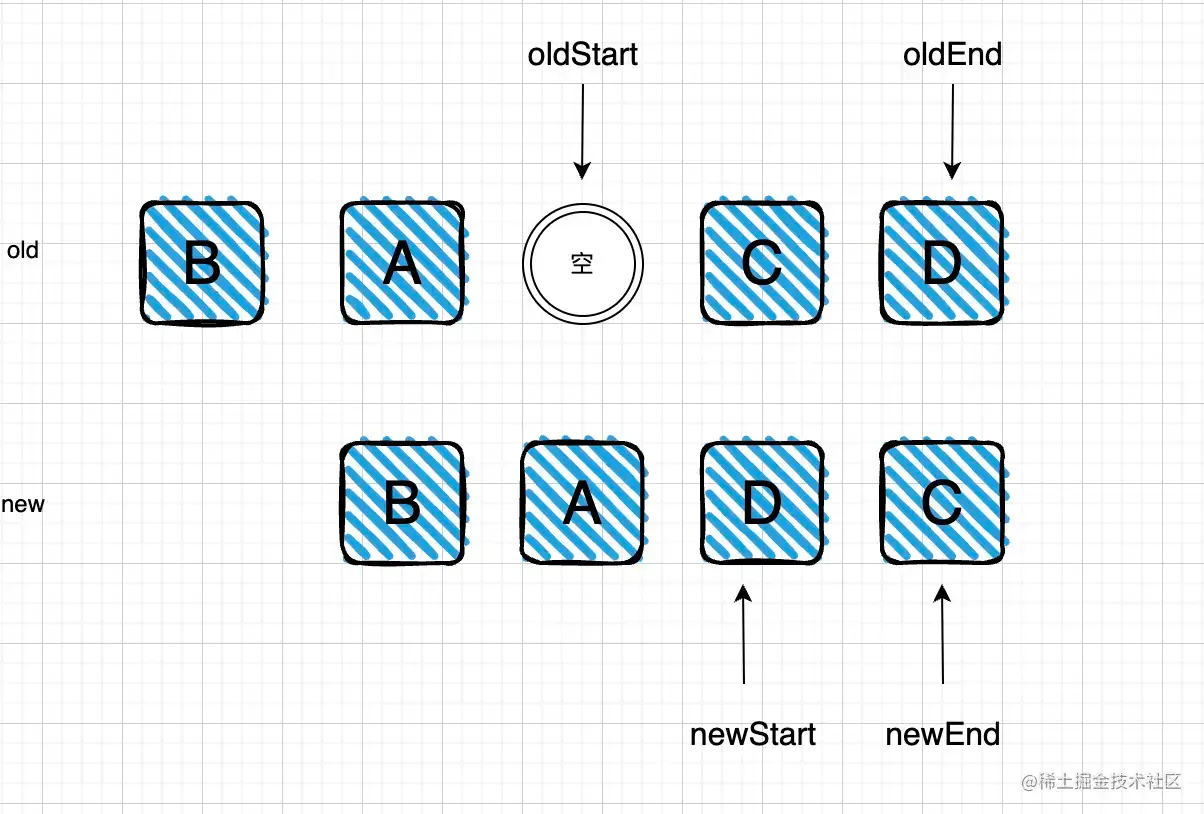 oldStart oldEnd
old B A 空 C D
new B A D C
newStart newEnd
@稀土掘金技术社区